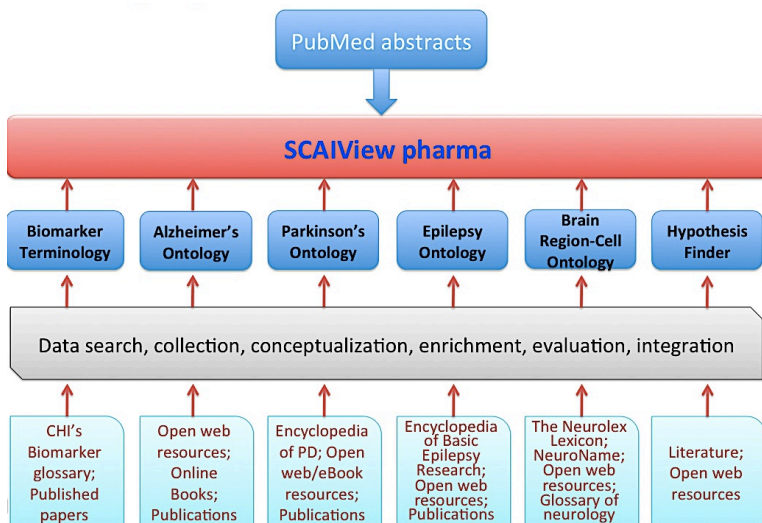 PubMed abstracts
SCAIView pharma
Biomarker
Terminology
Alzheimer's
Ontology
Parkinson's
Ontology
Epilepsy
Ontology
Brain
Region-Cell
Ontology
Hypothesis
Finder
Data search, collection, conceptualization, enrichment, evaluation, integration
CHI's
Biomarker
glossary;
Published
papers
Open web
resources;
Online
Books;
Publications
Encyclopedia
of PD; Open
web/eBook
resources;
Publications
Encyclopedia
of Basic
Epilepsy
Research;
Open web
resources;
Publications
The Neurolex
Lexicon;
NeuroName;
Open web
resources;
Glossary of
neurology
Literature;
Open web
resources